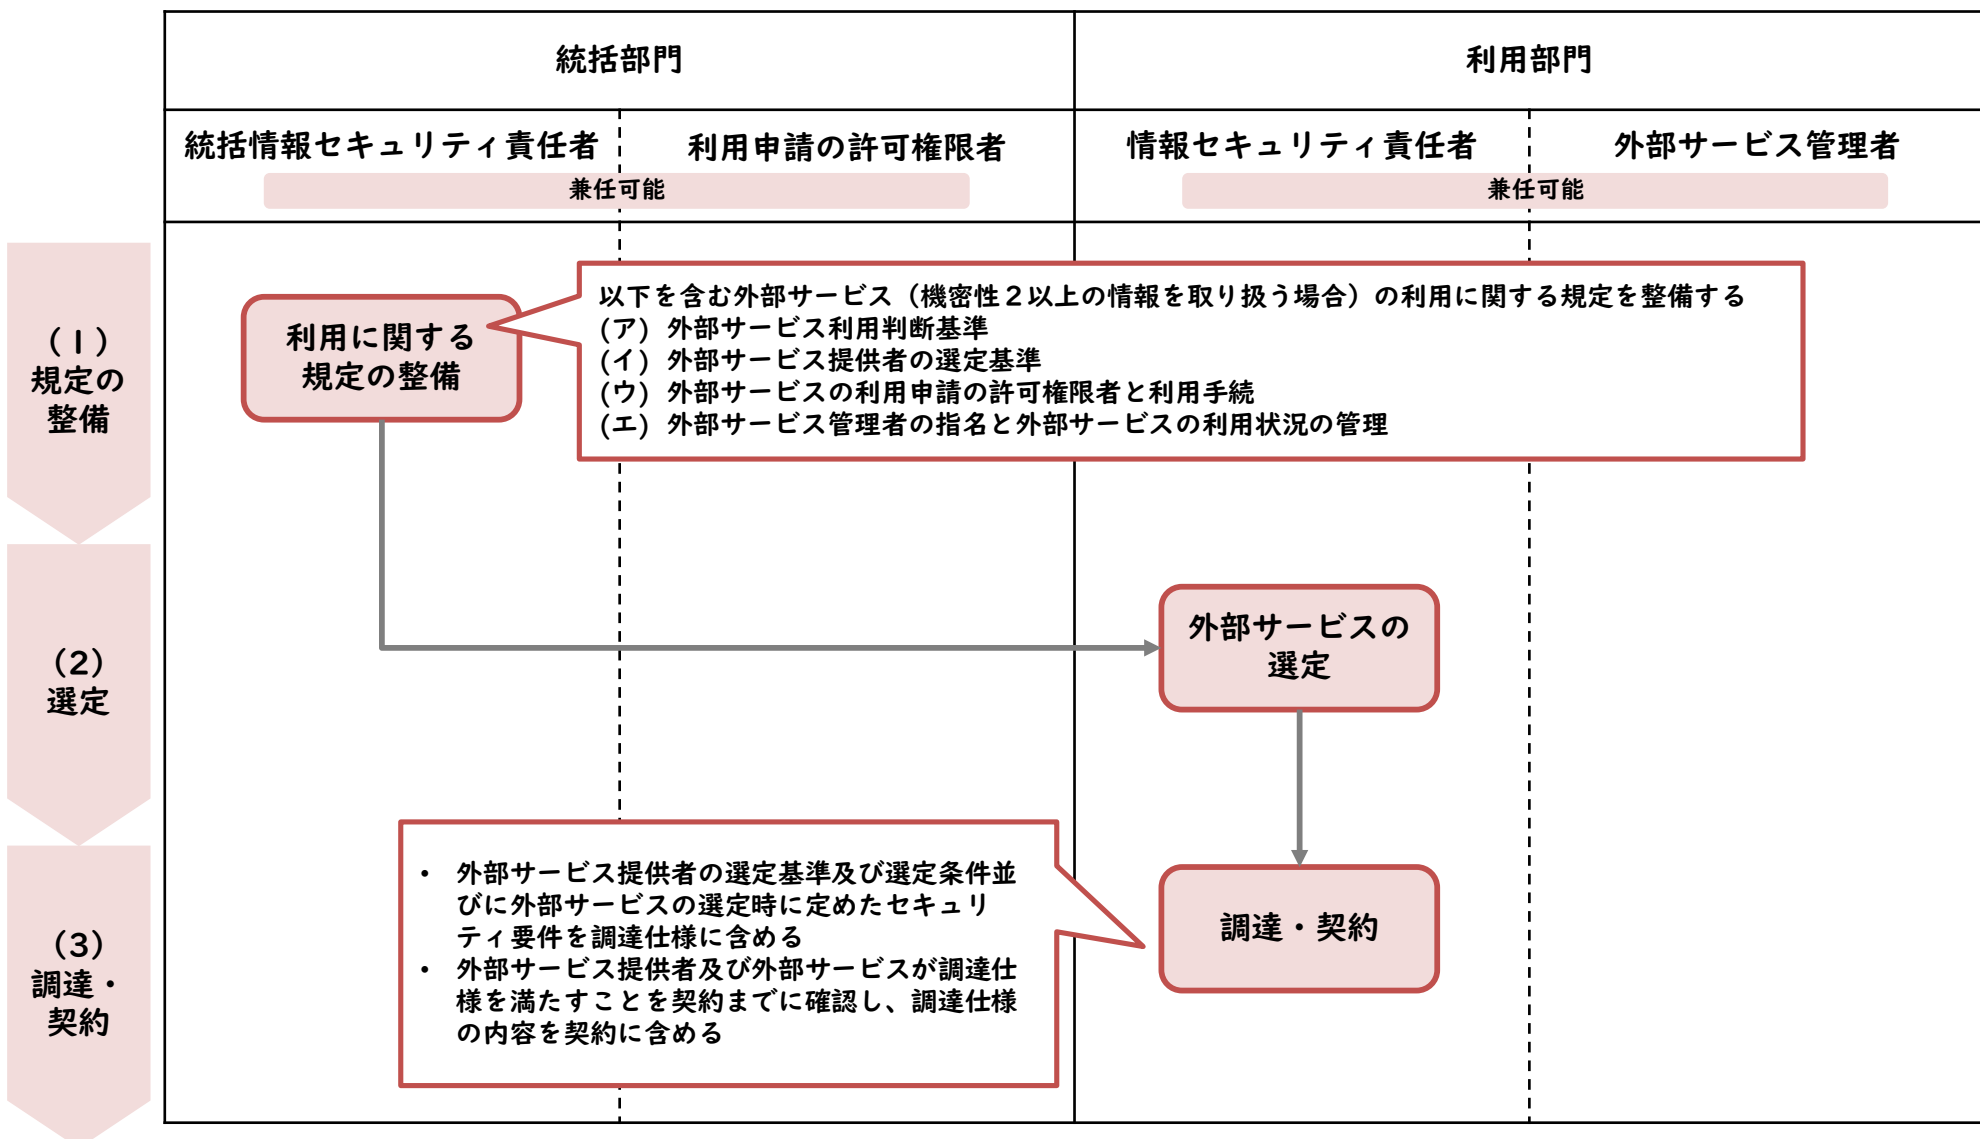 統括部門
利用部門
統括情報セキュリティ責任者
利用申請の許可権限者
情報セキュリティ責任者
外部サービス管理者
兼任可能
兼任可能
(1)
規定の
整備
利用に関する
規定の整備
以下を含む外部サービス（機密性２以上の情報を取り扱う場合）の利用に関する規定を整備する
(ア) 外部サービス利用判断基準
(イ) 外部サービス提供者の選定基準
(ウ) 外部サービスの利用申請の許可権限者と利用手続
(エ) 外部サービス管理者の指名と外部サービスの利用状況の管理
(2)
選定
外部サービスの
選定
(3)
調達・
契約
• 外部サービス提供者の選定基準及び選定条件並
びに外部サービスの選定時に定めたセキュリ
ティ要件を調達仕様に含める
• 外部サービス提供者及び外部サービスが調達仕
様を満たすことを契約までに確認し、調達仕様
の内容を契約に含める
調達・契約